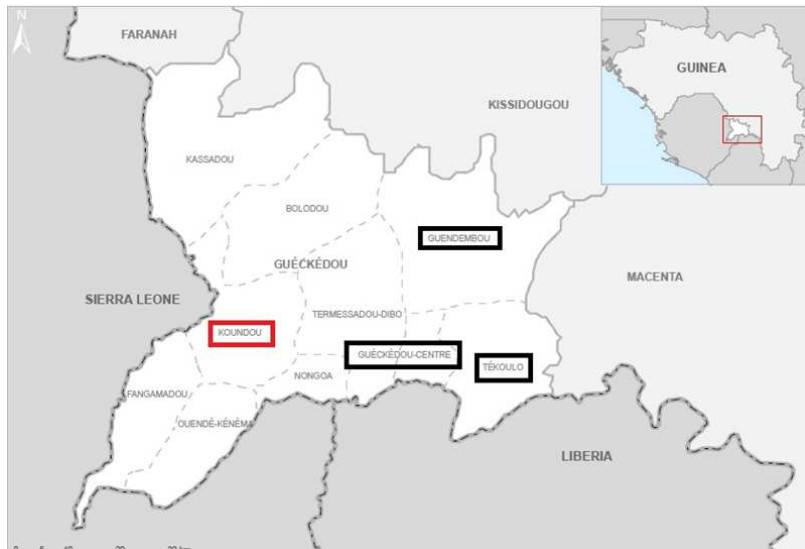 N
FARANAH
GUINEA
KISSIDOUGOU
KASSADOU
BOLODOU
GUENDEMBOU
GUÉCKÉDOU
MACENTA
SIERRA LEONE
TERMESSADOU-DIBO
KOUNDOU
GUÉCKÉDOU-CENTRE
TÉKOULO
NONGOA
FANGAMADOU
OUENDÉ-KÉNÉMA
LIBERIA